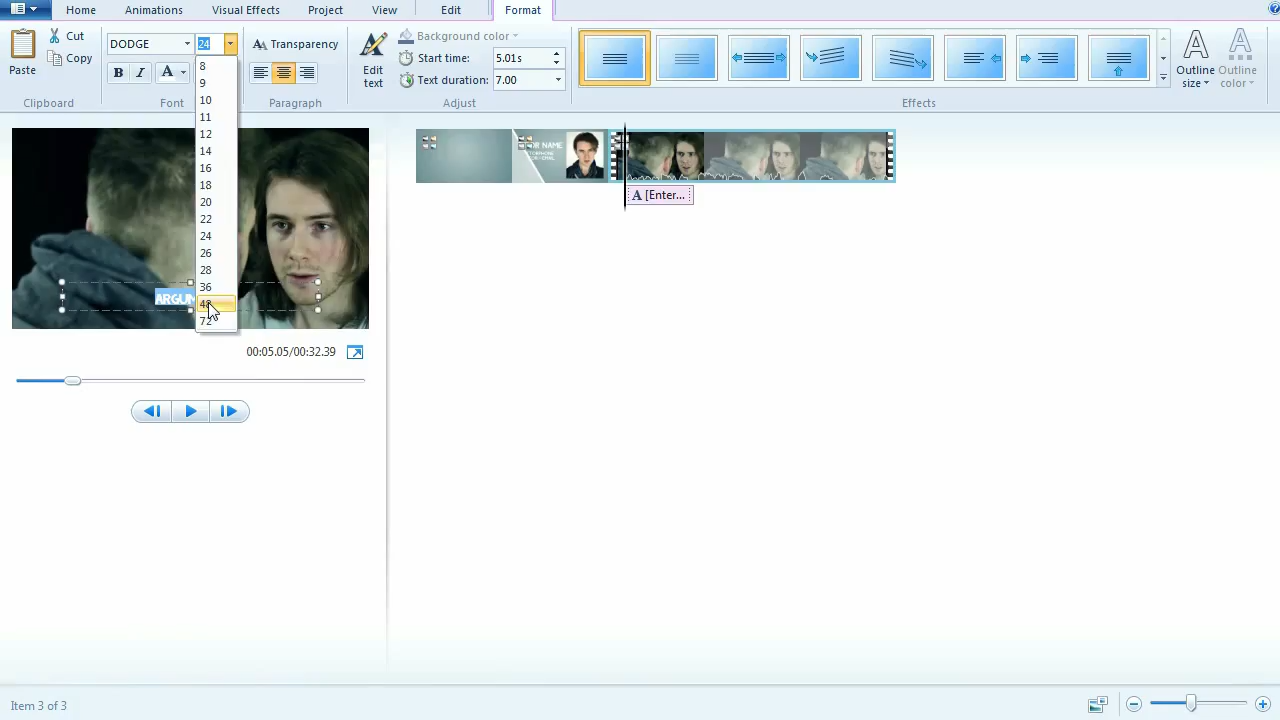 Home Animations Visual Effects Project View Edit Format
Paste
Cut
Copy
Clipboard
DODGE 24
B I A
Font
8
9
10
11
12
14
16
18
20
22
24
26
28
36
48
72
Transparency
Paragraph
Edit
text
Background color
Start time: 5.01s
Text duration: 7.00
Adjust
Effects
Outline
size
Outline
color
A [Enter...
00:05.05/00:32.39
Item 3 of 3